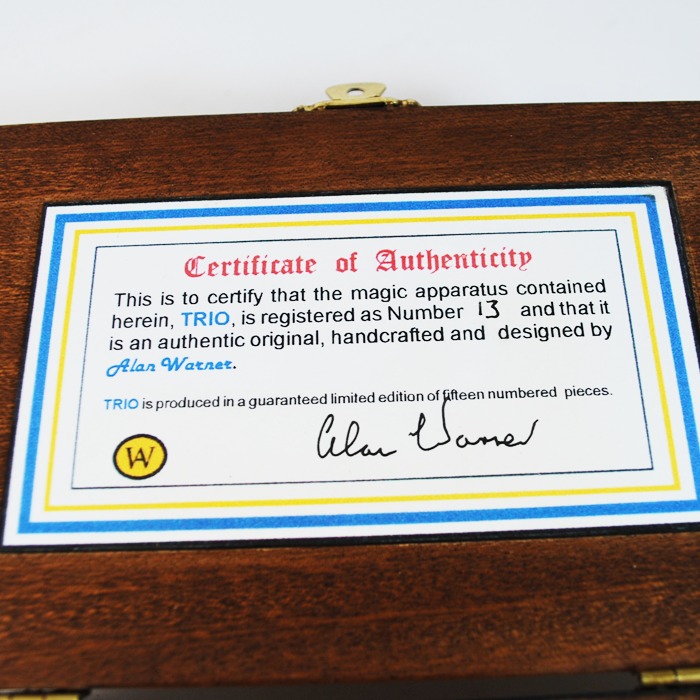 Certificate of Authenticity
This is to certify that the magic apparatus contained
herein, TRIO, is registered as Number 13 and that it
is an authentic original, handcrafted and designed by
Alan Warner.
TRIO is produced in a guaranteed limited edition of fifteen numbered pieces.
WA
Alan Warner